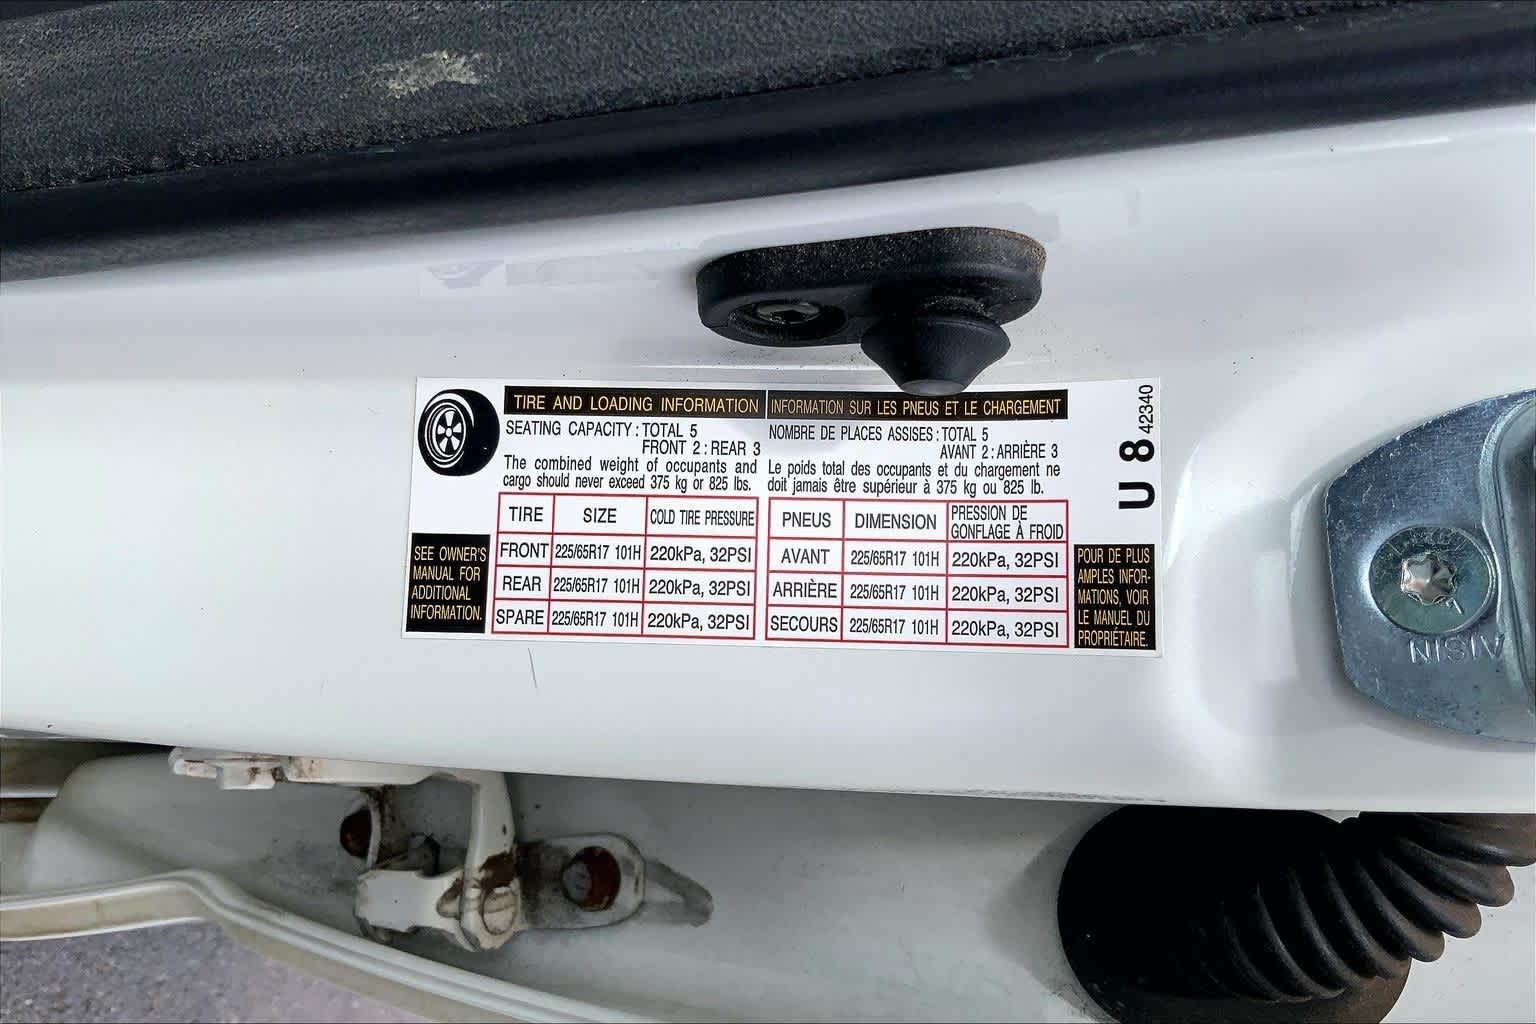 TIRE AND LOADING INFORMATION
SEATING CAPACITY : TOTAL 5
FRONT 2 : REAR 3
The combined weight of occupants and
cargo should never exceed 375 kg or 825 lbs.
TIRE SIZE COLD TIRE PRESSURE
FRONT 225/65R17 101H 220kPa, 32PSI
REAR 225/65R17 101H 220kPa, 32PSI
SPARE 225/65R17 101H 220kPa, 32PSI
SEE OWNER'S
MANUAL FOR
ADDITIONAL
INFORMATION.
INFORMATION SUR LES PNEUS ET LE CHARGEMENT
NOMBRE DE PLACES ASSISES : TOTAL 5
AVANT 2 : ARRIÈRE 3
Le poids total des occupants et du chargement ne
doit jamais être supérieur à 375 kg ou 825 lb.
PNEUS DIMENSION PRESSION DE
GONFLAGE À FROID
AVANT 225/65R17 101H 220kPa, 32PSI
ARRIÈRE 225/65R17 101H 220kPa, 32PSI
SECOURS 225/65R17 101H 220kPa, 32PSI
POUR DE PLUS
AMPLES INFOR-
MATIONS, VOIR
LE MANUEL DU
PROPRIÉTAIRE.
U 8 42340
AISIN